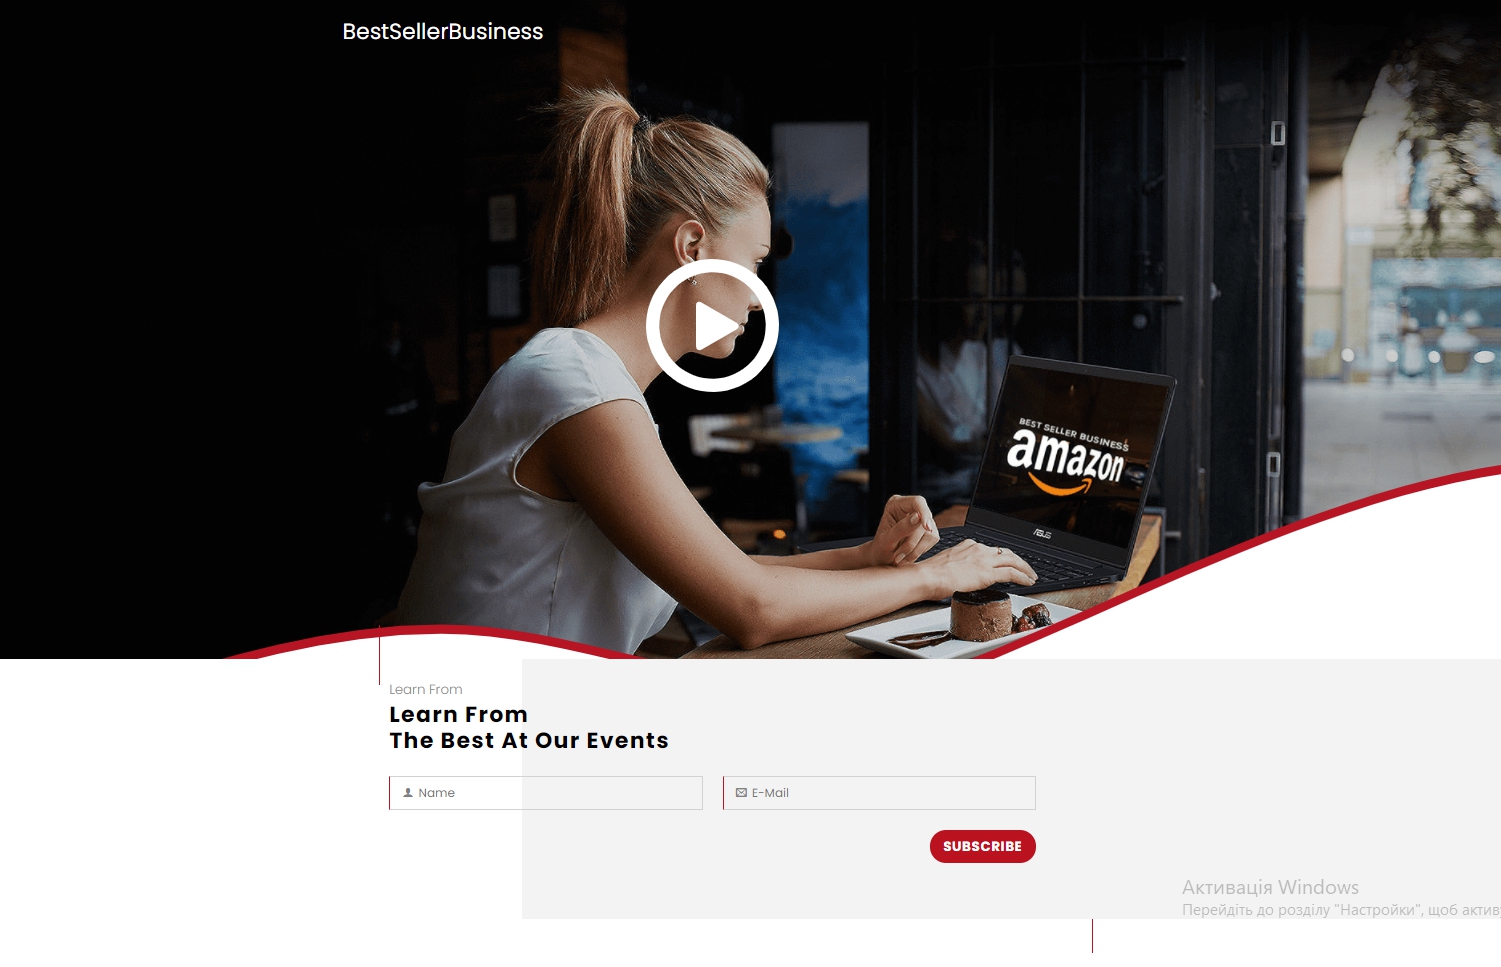 BestSellerBusiness
BEST SELLER BUSINESS
amazon
ASUS
Learn From
Learn From
The Best At Our Events
Name
E-Mail
SUBSCRIBE
Активація Windows
Перейдіть до розділу "Настройки", щоб актив